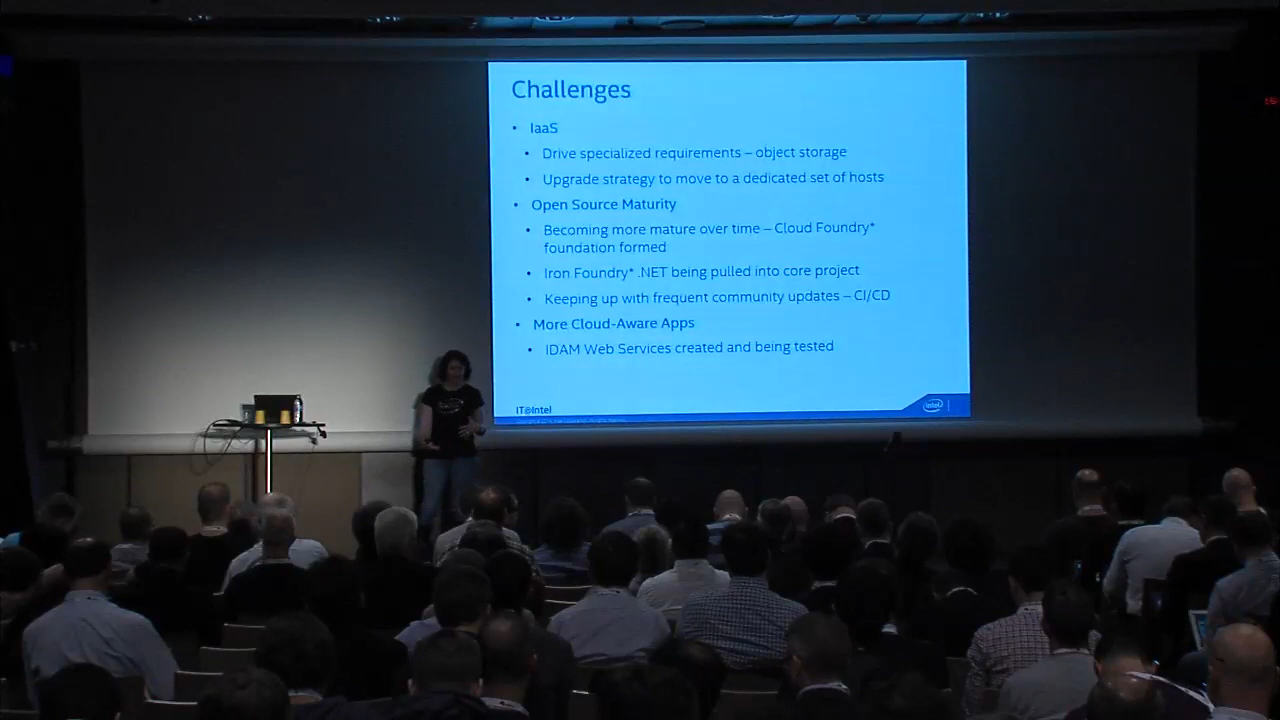 Challenges
• IaaS
• Drive specialized requirements – object storage
• Upgrade strategy to move to a dedicated set of hosts
• Open Source Maturity
• Becoming more mature over time – Cloud Foundry*
foundation formed
• Iron Foundry* .NET being pulled into core project
• Keeping up with frequent community updates – CI/CD
• More Cloud-Aware Apps
• IDAM Web Services created and being tested
IT@Intel
intel